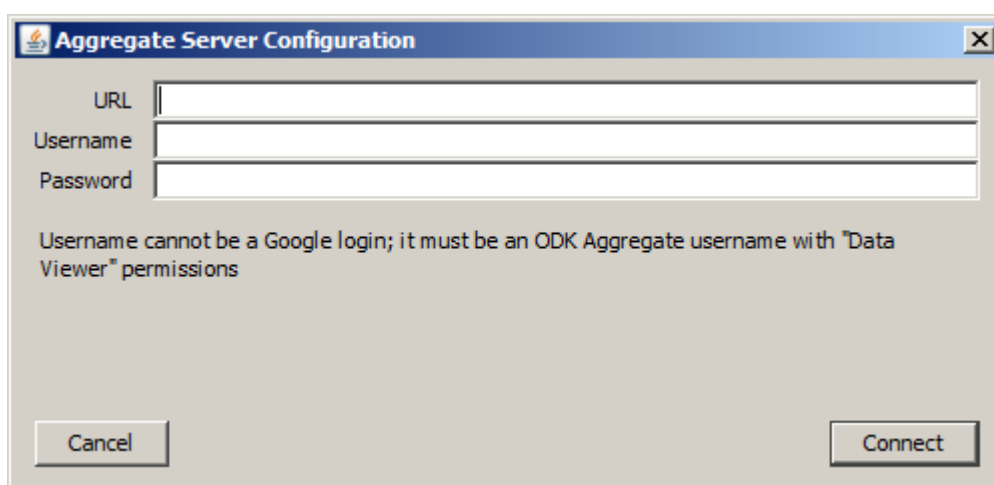 Aggregate Server Configuration
URL
Username
Password
Username cannot be a Google login; it must be an ODK Aggregate username with "Data
Viewer" permissions
Cancel
Connect